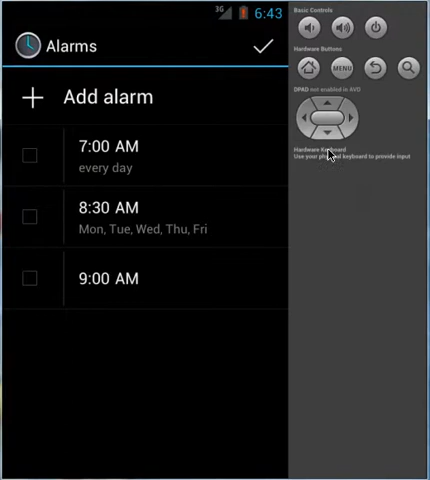 3G 6:43
Alarms
Add alarm
7:00 AM
every day
8:30 AM
Mon, Tue, Wed, Thu, Fri
9:00 AM
Basic Controls
Hardware Buttons
MENU
DPAD not enabled in AVD
Hardware Keyboard
Use your physical keyboard to provide input